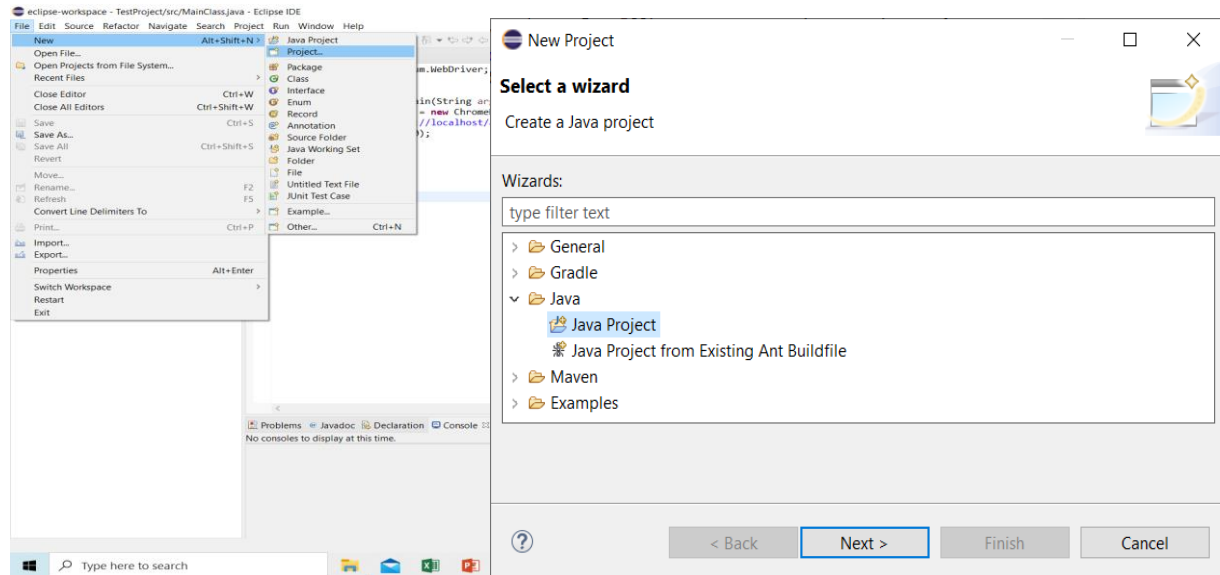 eclipse-workspace - TestProject/src/MainClass.java - Eclipse IDE
File Edit Source Refactor Navigate Search Project Run Window Help
New Alt+Shift+N >
Open File...
Open Projects from File System...
Recent Files >
Close Editor Ctrl+W
Close All Editors Ctrl+Shift+W
Save Ctrl+S
Save As...
Save All Ctrl+Shift+S
Revert
Move...
Rename... F2
Refresh F5
Convert Line Delimiters To >
Print... Ctrl+P
Import...
Export...
Properties Alt+Enter
Switch Workspace >
Restart
Exit
Java Project
Project...
Package
Class
Interface
Enum
Record
Annotation
Source Folder
Java Working Set
Folder
File
Untitled Text File
JUnit Test Case
Example...
Other... Ctrl+N
m.WebDriver;
in(String ar
= new Chrome
//localhost/
);
Problems Javadoc Declaration Console
No consoles to display at this time.
Type here to search
New Project
Select a wizard
Create a Java project
Wizards:
type filter text
> General
> Gradle
Java
Java Project
Java Project from Existing Ant Buildfile
> Maven
> Examples
?
< Back Next > Finish Cancel